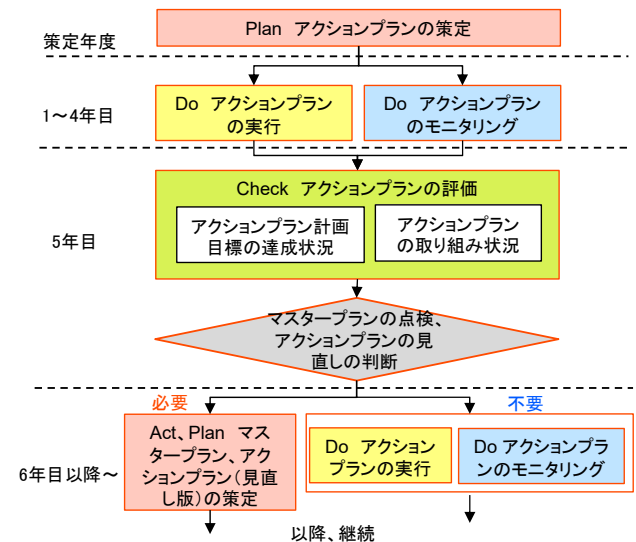 Plan アクションプランの策定
策定年度
1～4年目
Do アクションプラン
の実行
Do アクションプラン
のモニタリング
Check アクションプランの評価
5年目
アクションプラン計画
目標の達成状況
アクションプラン
の取り組み状況
マスタープランの点検、
アクションプランの見
直しの判断
必要
不要
6年目以降～
Act、Plan マス
タープラン、アク
ションプラン（見直
し版）の策定
Do アクション
プランの実行
Do アクションプラ
ンのモニタリング
以降、継続